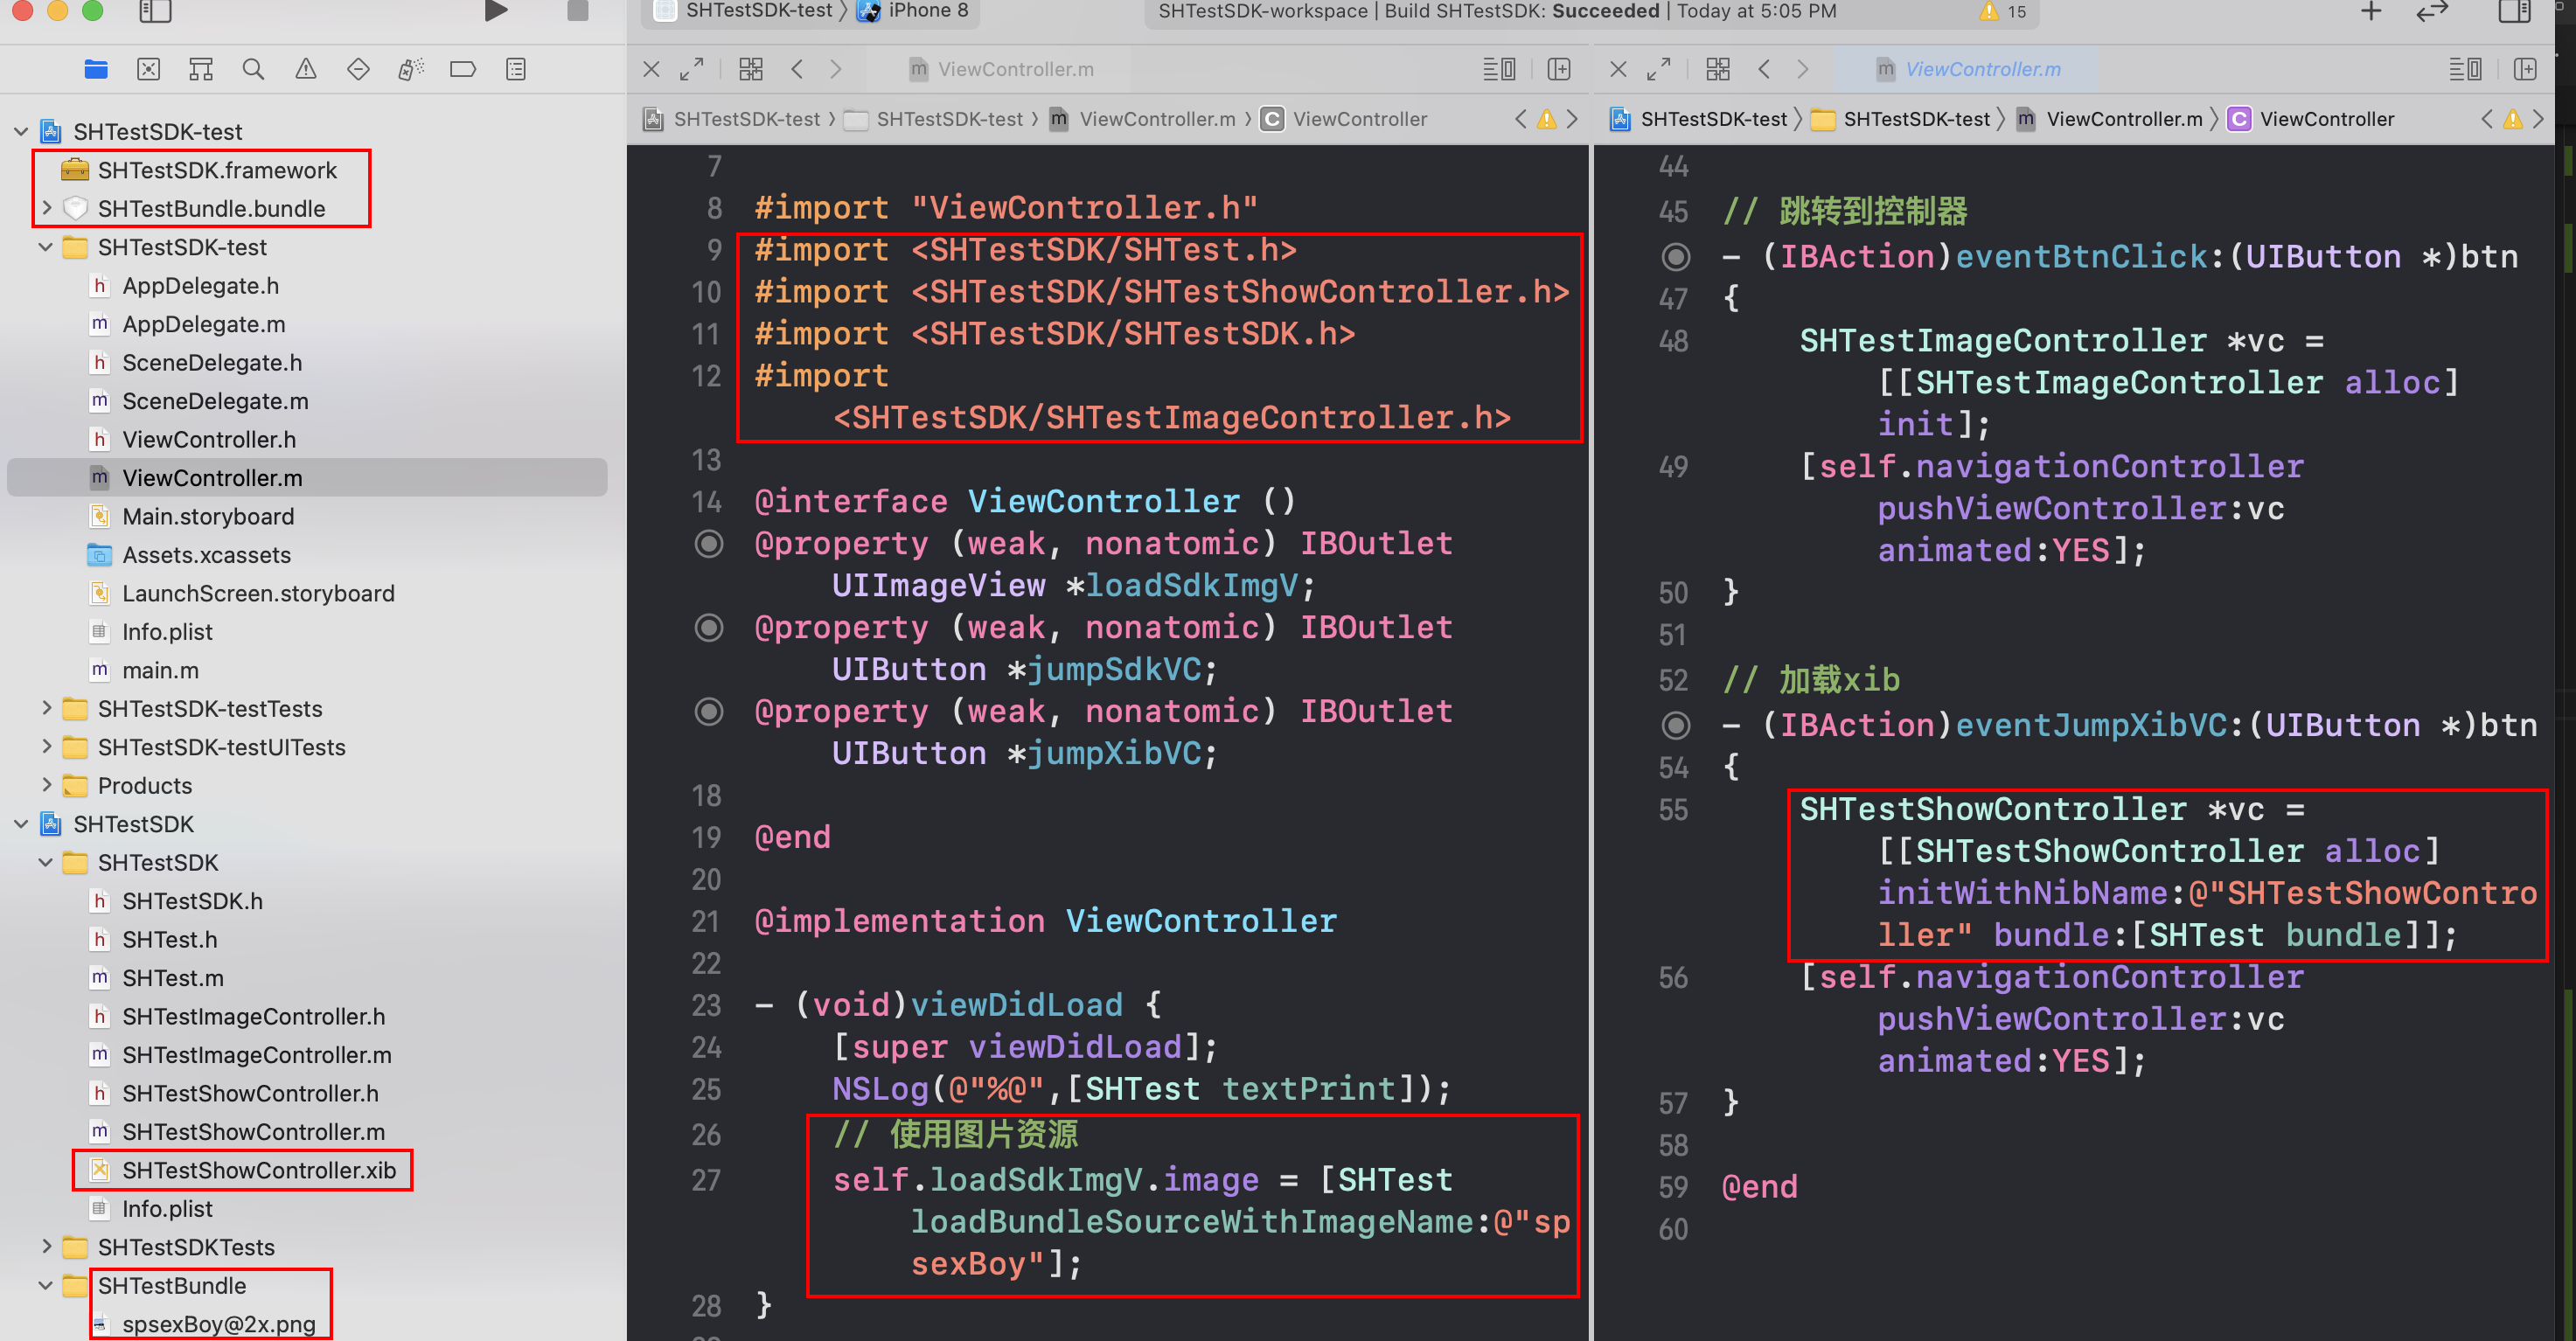 SHTestSDK-test
iPhone 8
SHTestSDK-workspace | Build SHTestSDK: Succeeded | Today at 5:05 PM
15
SHTestSDK-test
SHTestSDK.framework
SHTestBundle.bundle
SHTestSDK-test
h AppDelegate.h
m AppDelegate.m
h SceneDelegate.h
m SceneDelegate.m
h ViewController.h
m ViewController.m
Main.storyboard
Assets.xcassets
LaunchScreen.storyboard
Info.plist
m main.m
SHTestSDK-testTests
SHTestSDK-testUITests
Products
SHTestSDK
SHTestSDK
h SHTestSDK.h
h SHTest.h
m SHTest.m
h SHTestImageController.h
m SHTestImageController.m
h SHTestShowController.h
m SHTestShowController.m
SHTestShowController.xib
Info.plist
SHTestSDKTests
SHTestBundle
spsexBoy@2x.png
m ViewController.m
SHTestSDK-test › SHTestSDK-test › m ViewController.m › C ViewController
7
8 #import "ViewController.h"
9 #import <SHTestSDK/SHTest.h>
10 #import <SHTestSDK/SHTestShowController.h>
11 #import <SHTestSDK/SHTestSDK.h>
12 #import
<SHTestSDK/SHTestImageController.h>
13
14 @interface ViewController ()
@property (weak, nonatomic) IBOutlet
UIImageView *loadSdkImgV;
@property (weak, nonatomic) IBOutlet
UIButton *jumpSdkVC;
@property (weak, nonatomic) IBOutlet
UIButton *jumpXibVC;
18
19 @end
20
21 @implementation ViewController
22
23 - (void)viewDidLoad {
24 [super viewDidLoad];
25 NSLog(@"%@",[SHTest textPrint]);
26 // 使用图片资源
27 self.loadSdkImgV.image = [SHTest
loadBundleSourceWithImageName:@"sp
sexBoy"];
28 }
m ViewController.m
SHTestSDK-test › SHTestSDK-test › m ViewController.m › C ViewController
44
45 // 跳转到控制器
- (IBAction)eventBtnClick:(UIButton *)btn
47 {
48 SHTestImageController *vc =
[[SHTestImageController alloc]
init];
49 [self.navigationController
pushViewController:vc
animated:YES];
50 }
51
52 // 加载xib
- (IBAction)eventJumpXibVC:(UIButton *)btn
54 {
55 SHTestShowController *vc =
[[SHTestShowController alloc]
initWithNibName:@"SHTestShowContro
ller" bundle:[SHTest bundle]];
56 [self.navigationController
pushViewController:vc
animated:YES];
57 }
58
59 @end
60